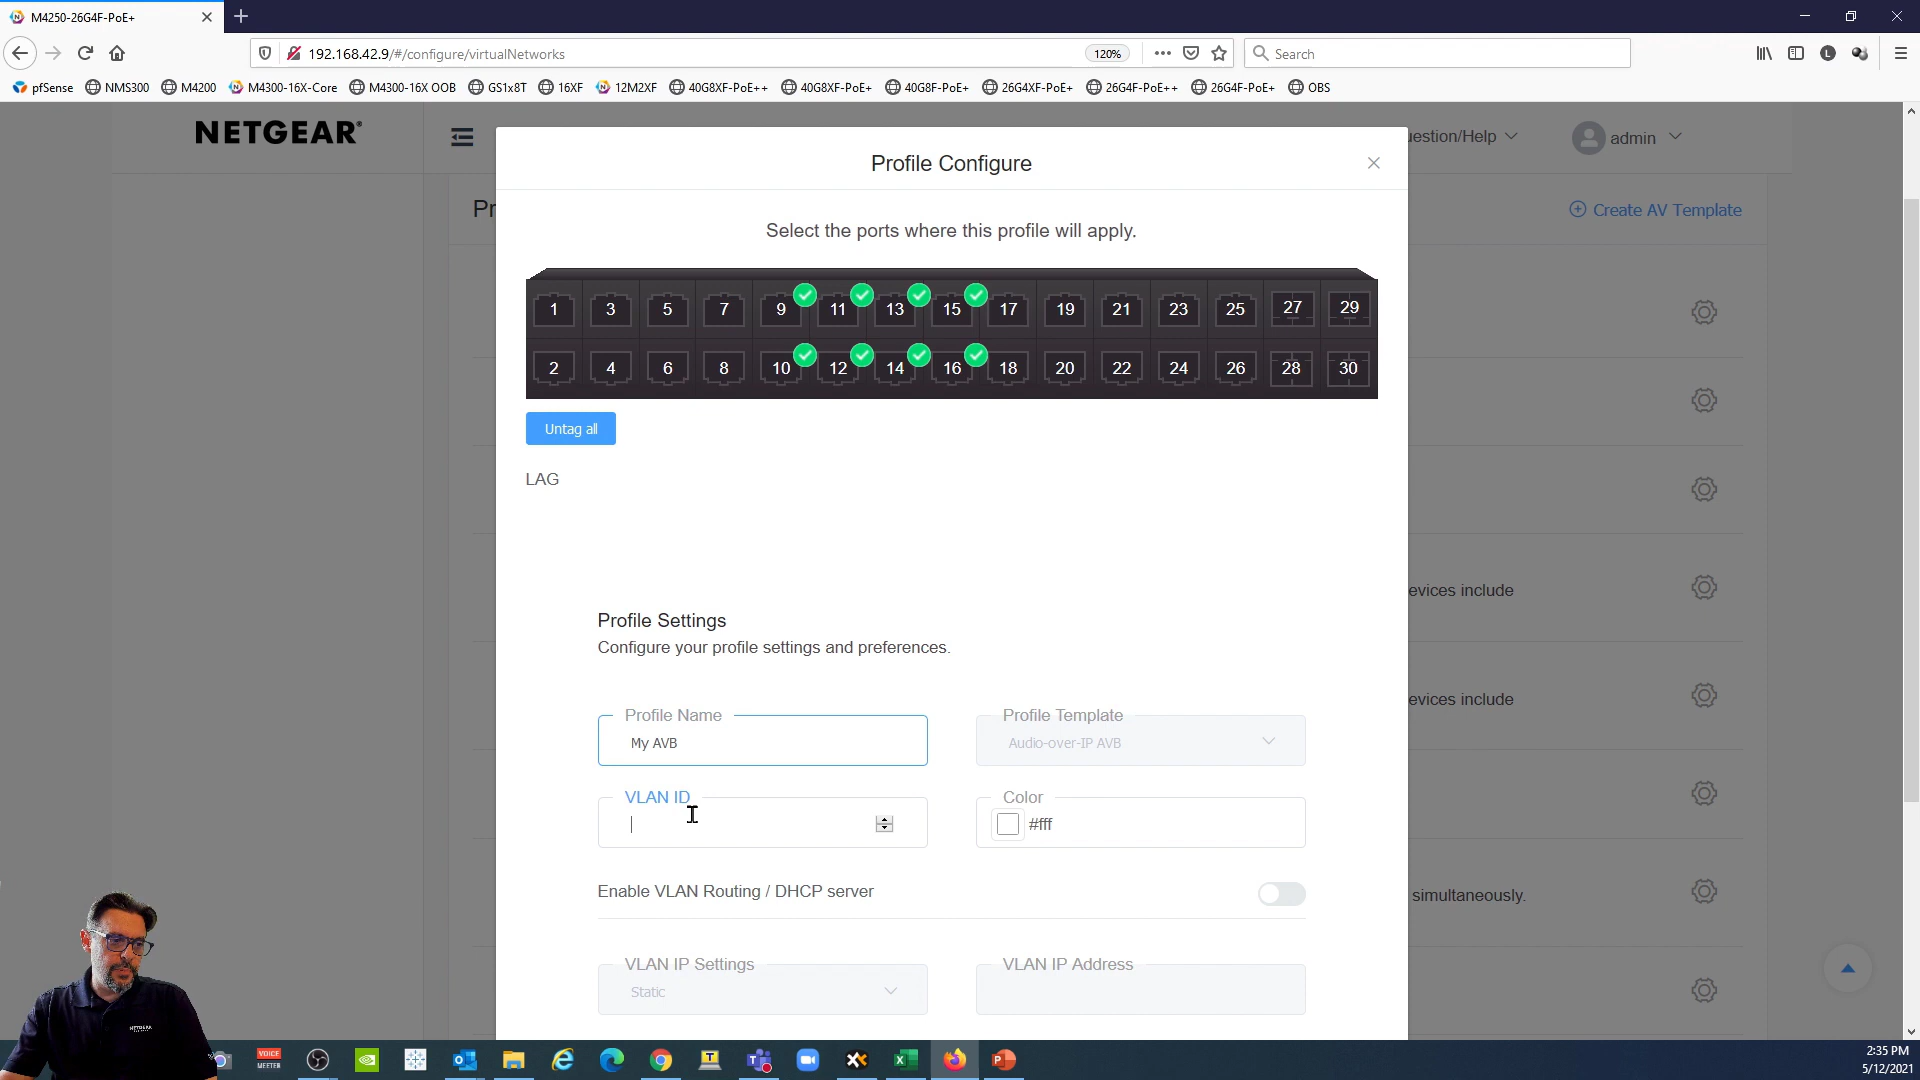 M4250-26G4F-PoE+
192.168.42.9/#/configure/virtualNetworks
120%
Search
pfSense NMS300 M4200 M4300-16X-Core M4300-16X OOB GS1x8T 16XF 12M2XF 40G8XF-PoE++ 40G8XF-PoE+ 40G8F-PoE+ 26G4XF-PoE+ 26G4F-PoE++ 26G4F-PoE+ OBS
NETGEAR®
uestion/Help
admin
Profile Configure
Pr
Create AV Template
Select the ports where this profile will apply.
1 3 5 7 9 11 13 15 17 19 21 23 25 27 29
2 4 6 8 10 12 14 16 18 20 22 24 26 28 30
Untag all
LAG
evices include
Profile Settings
Configure your profile settings and preferences.
evices include
Profile Name
My AVB
Profile Template
Audio-over-IP AVB
VLAN ID
Color
#fff
Enable VLAN Routing / DHCP server
simultaneously.
VLAN IP Settings
Static
VLAN IP Address
NETGEAR
VOICE
MEETER
2:35 PM
5/12/2021